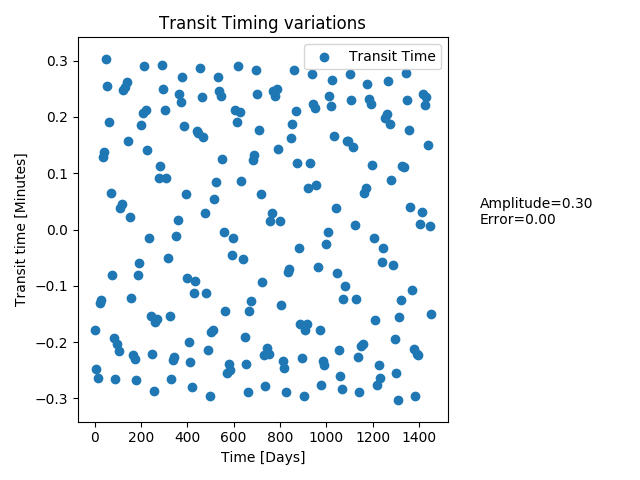 Transit Timing variations
Transit Time
Transit time [Minutes]
0.3
0.2
0.1
0.0
−0.1
−0.2
−0.3
0
200
400
600
800
1000
1200
1400
Time [Days]
Amplitude=0.30
Error=0.00